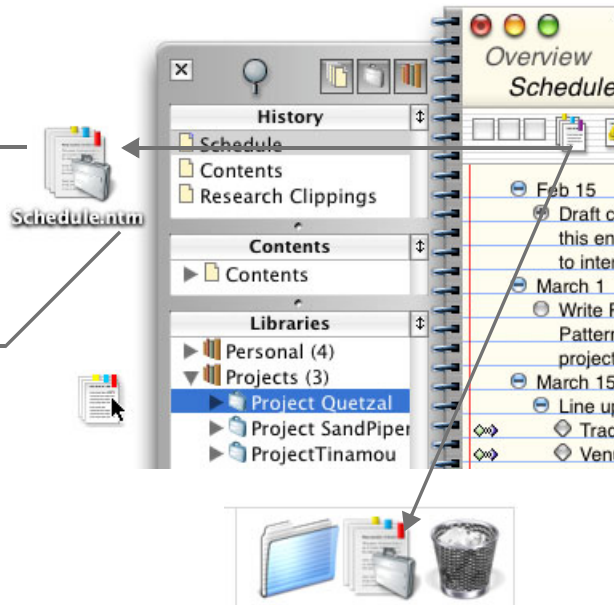 Overview
Schedule
History
Schedule
Contents
Research Clippings
Contents
Contents
Libraries
Personal (4)
Projects (3)
Project Quetzal
Project SandPiper
ProjectTinamou
Schedule.ntm
Feb 15
Draft c
this en
to inter
March 1
Write
Pattern
project
March 15
Line up
Trac
Ven